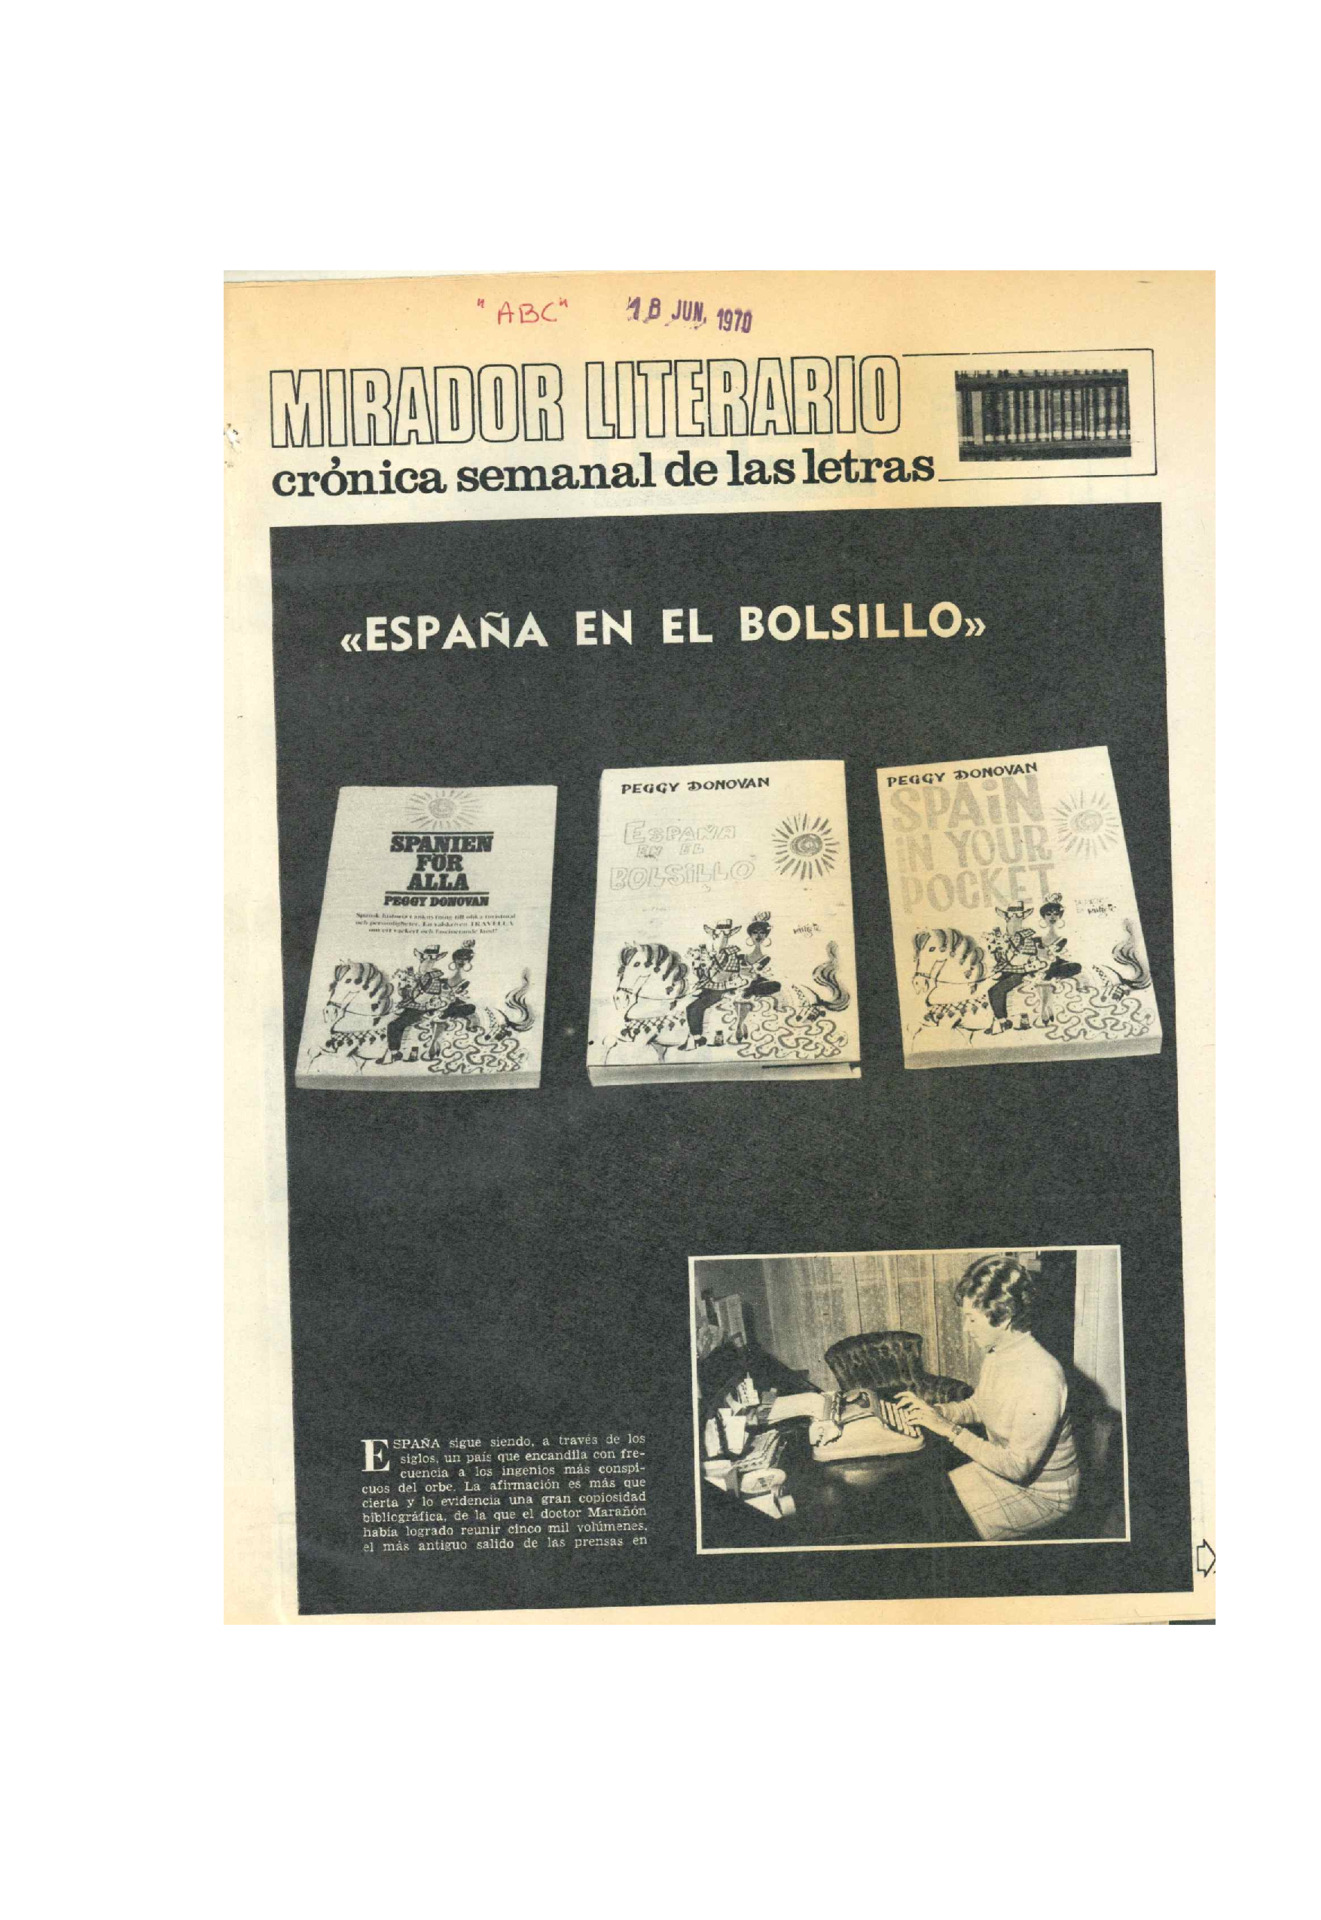 "ABC"
18 JUN. 1970
MIRADOR LITERARIO
crónica semanal de las letras
«ESPAÑA EN EL BOLSILLO»
SPANIEN
FÖR
ALLA
PEGGY DONOVAN
PEGGY DONOVAN
ESPAÑA
EN EL
BOLSILLO
PEGGY DONOVAN
SPAIN
IN YOUR
POCKET
ESPAÑA sigue siendo, a través de los
siglos, un país que encandila con fre-
cuencia a los ingenios más conspi-
cuos del orbe. La afirmación es más que
cierta y lo evidencia una gran copiosidad
bibliográfica, de la que el doctor Marañón
había logrado reunir cinco mil volúmenes,
el más antiguo salido de las prensas en